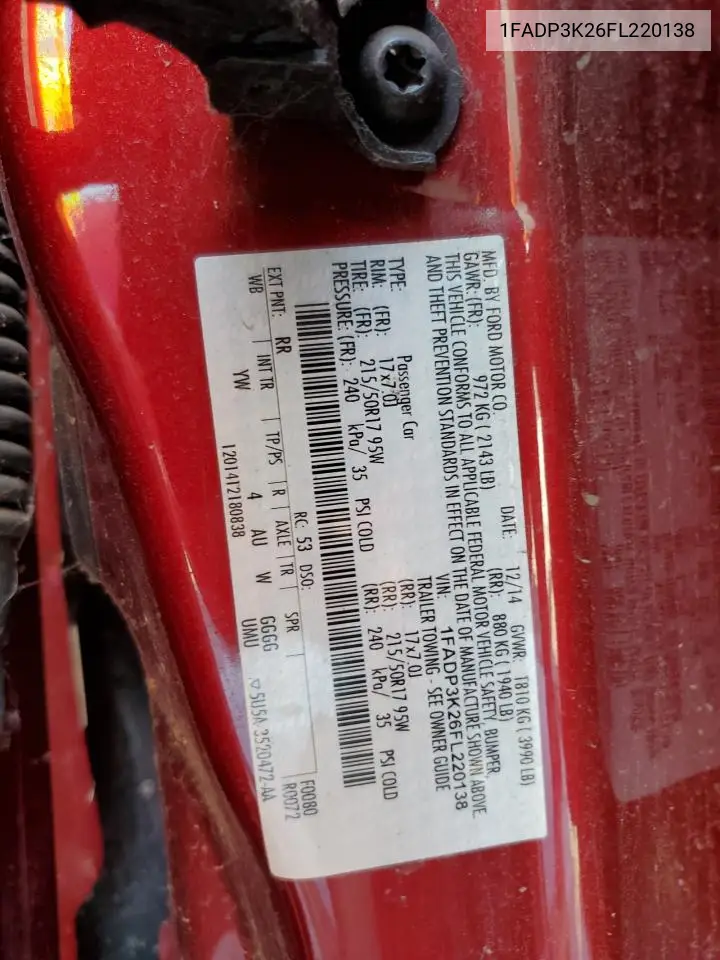 1FADP3K26FL220138
MFD. BY FORD MOTOR CO.
DATE: 12/14 GVWR: 1810 KG ( 3990 LB)
GAWR: (FR): 972 KG ( 2143 LB) (RR): 880 KG ( 1940 LB)
THIS VEHICLE CONFORMS TO ALL APPLICABLE FEDERAL MOTOR VEHICLE SAFETY, BUMPER,
AND THEFT PREVENTION STANDARDS IN EFFECT ON THE DATE OF MANUFACTURE SHOWN ABOVE.
VIN: 1FADP3K26FL220138
TYPE: Passenger Car TRAILER TOWING - SEE OWNER GUIDE
RIM: (FR): 17x7.0J (RR): 17x7.0J
TIRE: (FR): 215/50R17 95W (RR): 215/50R17 95W
PRESSURE: (FR): 240 kPa/ 35 PSI COLD (RR): 240 kPa/ 35 PSI COLD
F0080
RC: 53 DSO: R0072
EXT PNT: RR
WB INT TR TP/PS R AXLE TR SPR
YW 4 AU W GGGG
1201412180838 UMU ▽5U5A-3520472-AA